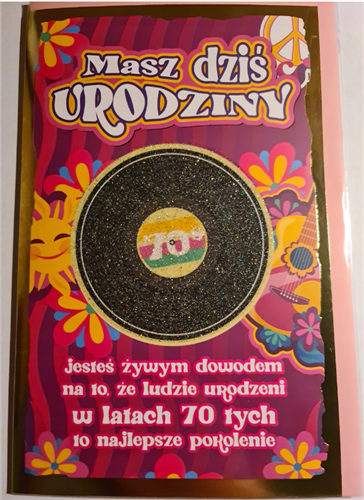 Masz dziś
URODZINY
70's
jesteś żywym dowodem
na to, że ludzie urodzeni
w latach 70 tych
to najlepsze pokolenie